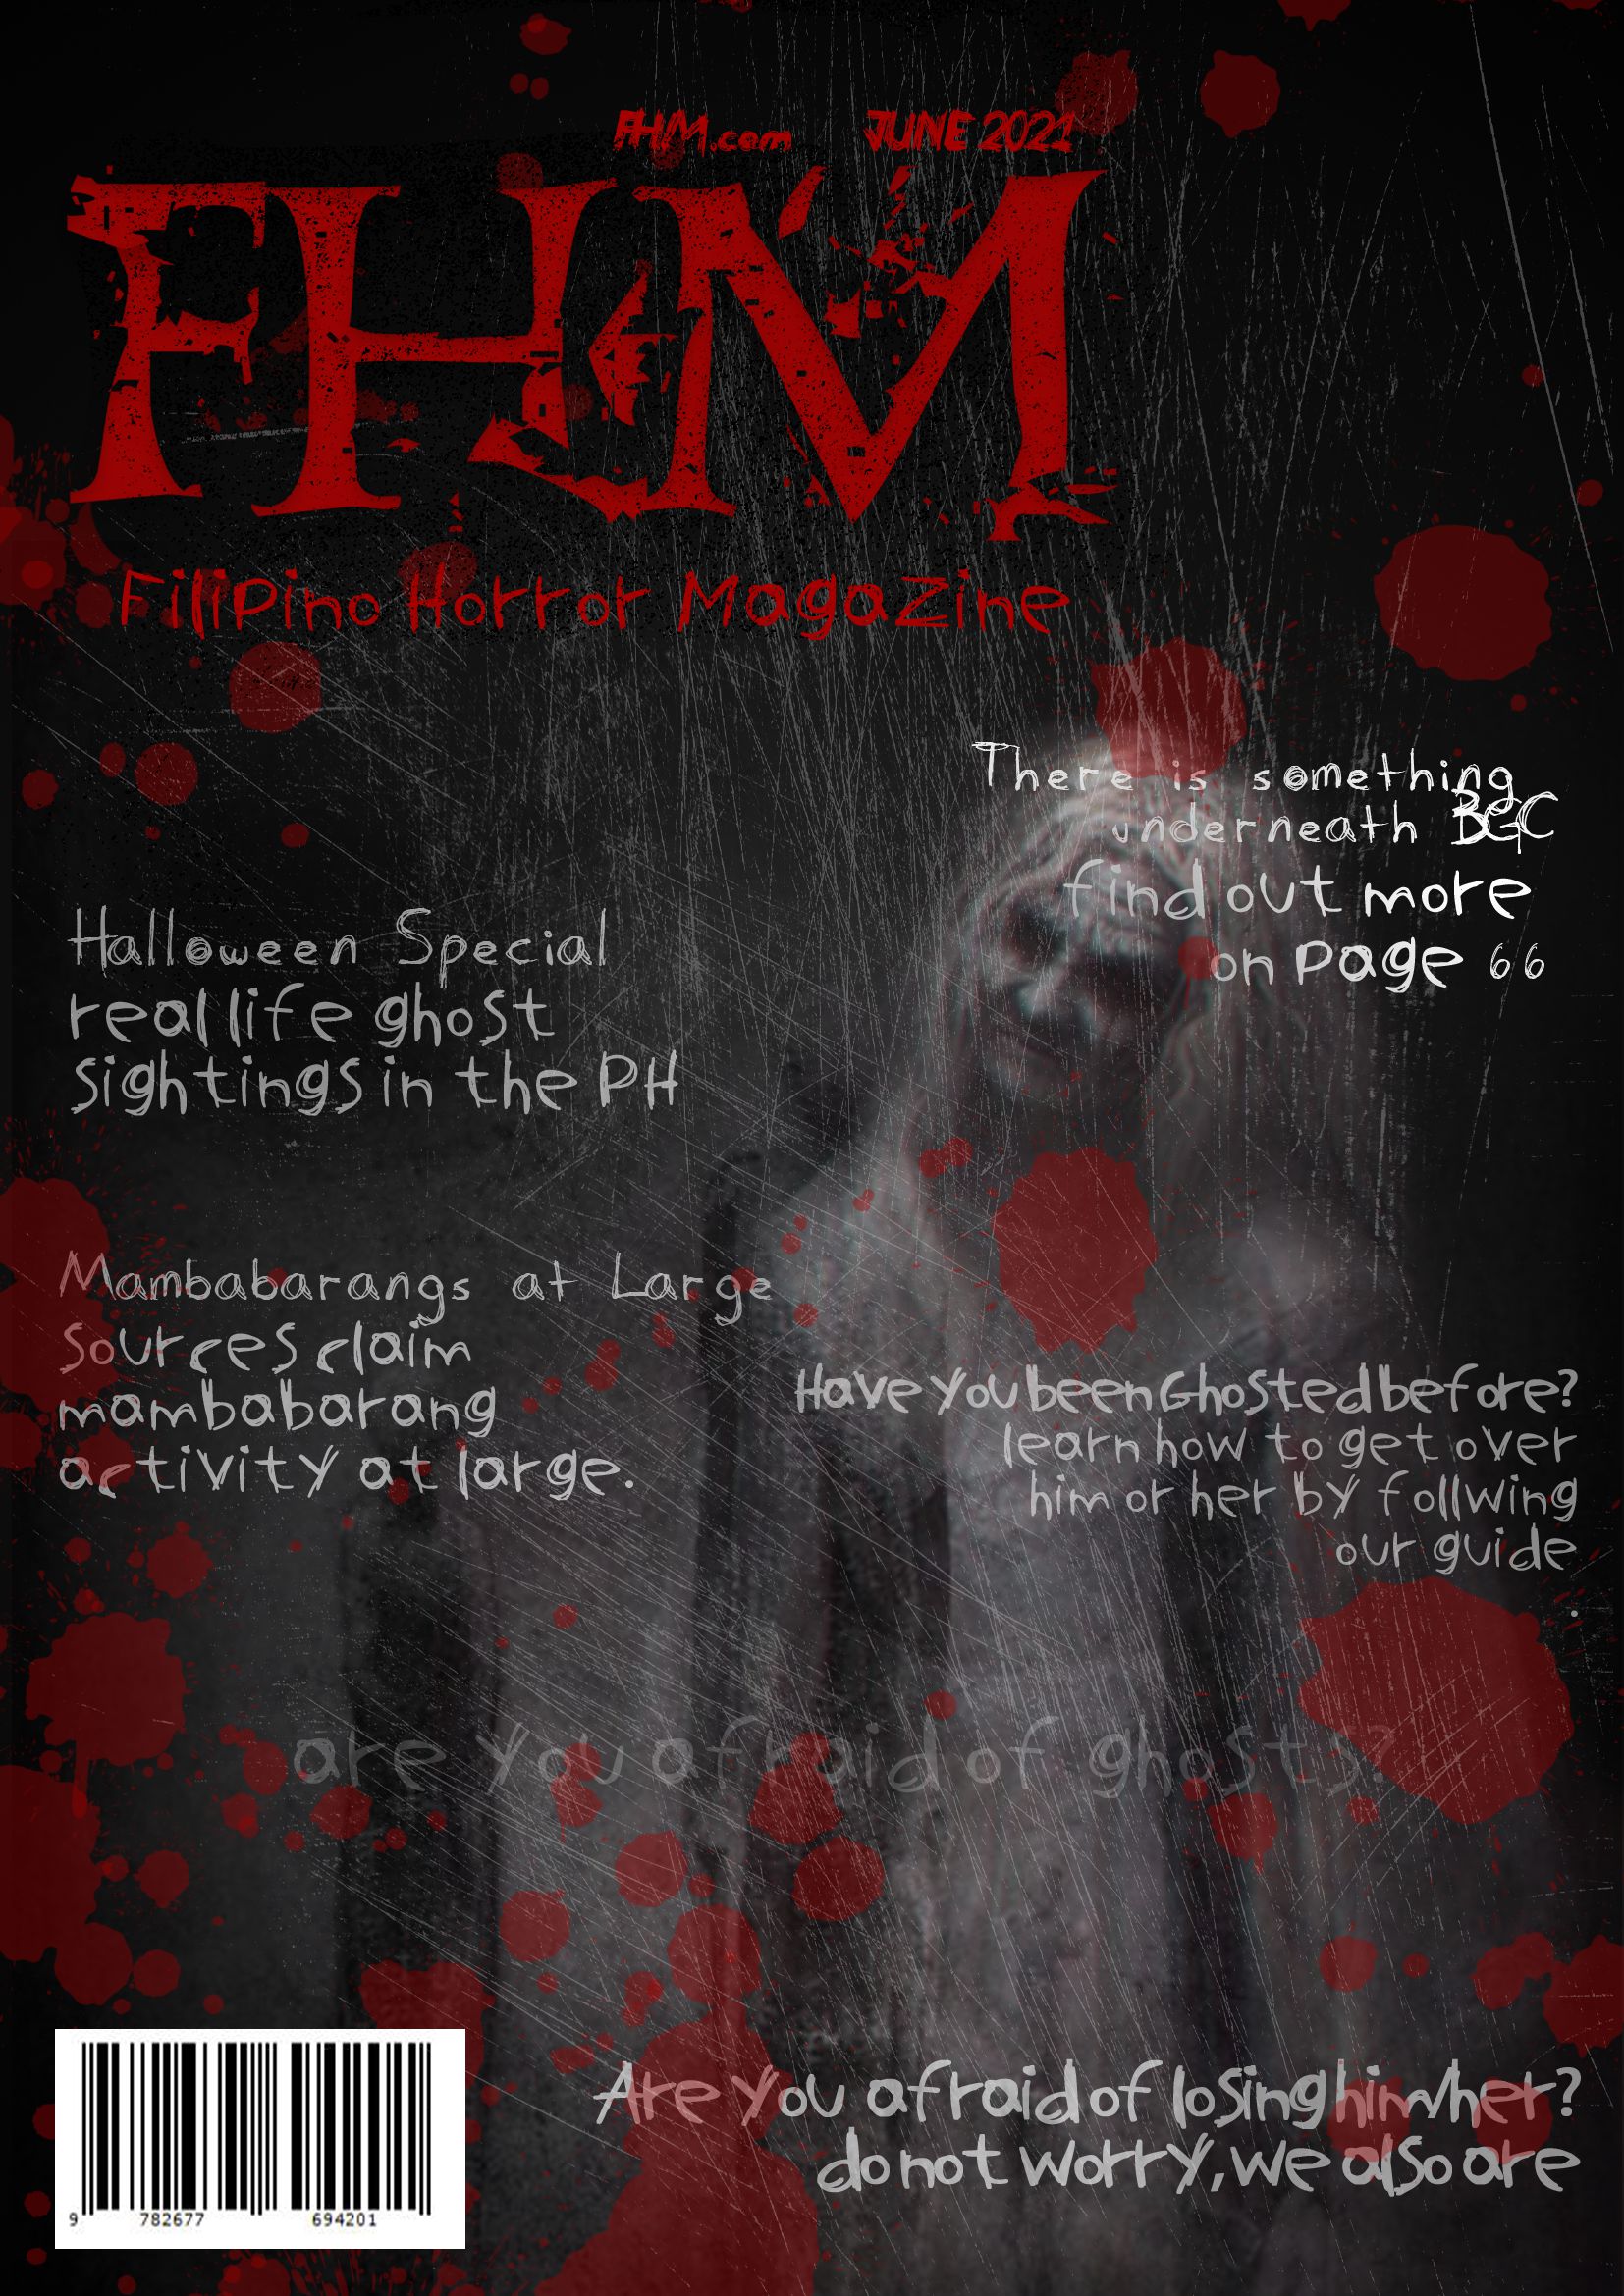 FHM.com JUNE 2021
FHM
Filipino Horror Magazine
There is something
underneath BGC
find out more
on page 66
Halloween Special
real life ghost
sightings in the PH
Mambabarangs at Large
sources claim
mambabarang
activity at large.
Have you been Ghosted before?
learn how to get over
him or her by follwing
our guide
are you afraid of ghosts?
Are you afraid of losing him/her?
do not worry, we also are
9 782677 694201